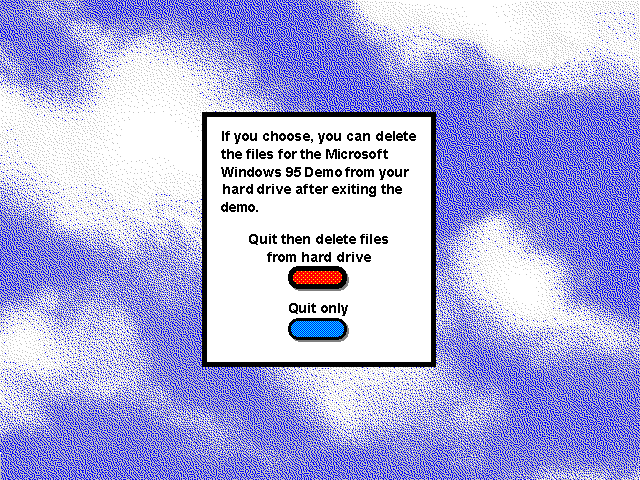 If you choose, you can delete
the files for the Microsoft
Windows 95 Demo from your
hard drive after exiting the
demo.
Quit then delete files
from hard drive
Quit only